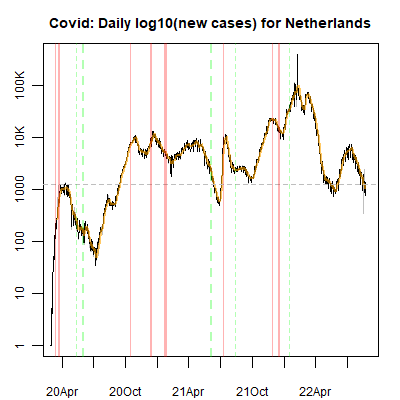 Covid: Daily log10(new cases) for Netherlands
100K
10K
1000
100
10
1
20Apr 20Oct 21Apr 21Oct 22Apr